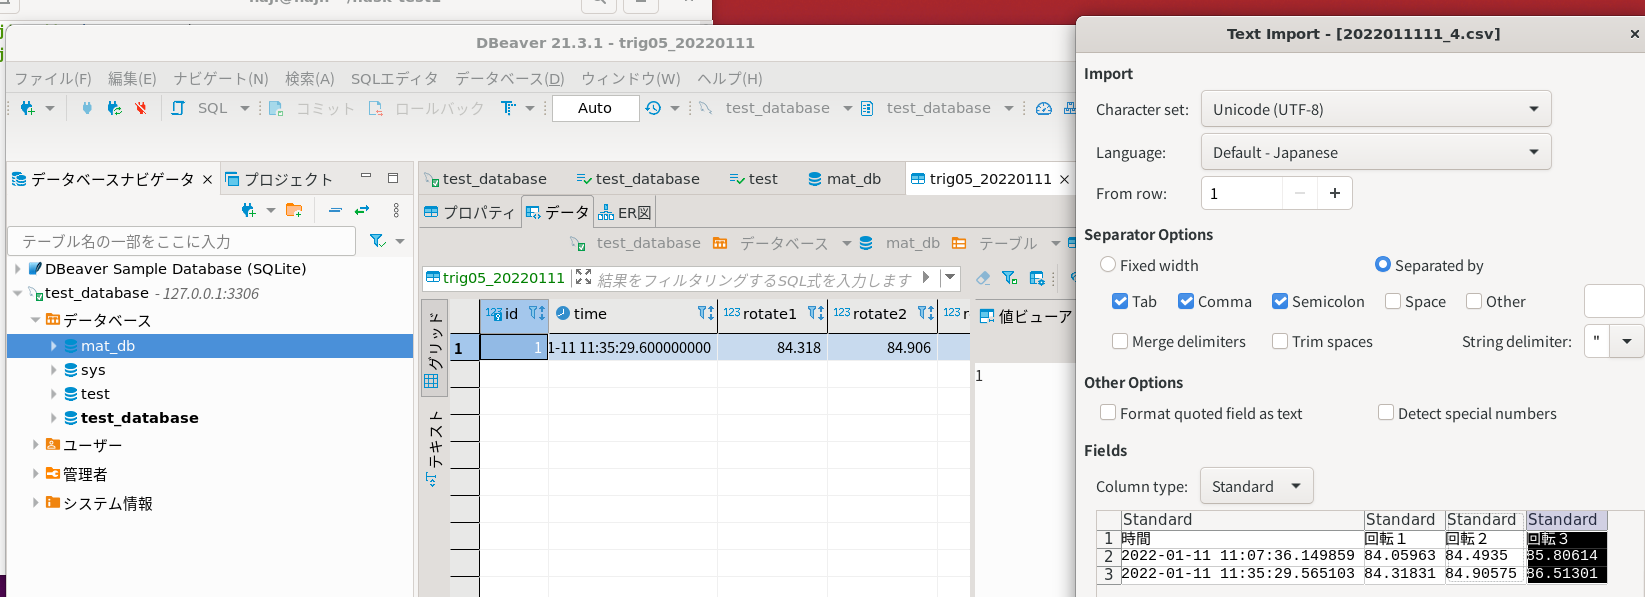 DBeaver 21.3.1 - trig05_20220111
ファイル(F) 編集(E) ナビゲート(N) 検索(A) SQLエディタ データベース(D) ウィンドウ(W) ヘルプ(H)
SQL コミット ロールバック Auto test_database test_database
データベースナビゲータ × プロジェクト
テーブル名の一部をここに入力
DBeaver Sample Database (SQLite)
test_database - 127.0.0.1:3306
データベース
mat_db
sys
test
test_database
ユーザー
管理者
システム情報
test_database test_database test mat_db trig05_20220111 ×
プロパティ データ ER図
test_database データベース mat_db テーブル
trig05_20220111 結果をフィルタリングするSQL式を入力します
グリッド
テキスト
123 id time 123 rotate1 123 rotate2 123 r
1 1 1-11 11:35:29.600000000 84.318 84.906
値ビューア
1
Text Import - [2022011111_4.csv] ×
Import
Character set: Unicode (UTF-8)
Language: Default - Japanese
From row: 1 − +
Separator Options
Fixed width Separated by
Tab Comma Semicolon Space Other
Merge delimiters Trim spaces String delimiter: "
Other Options
Format quoted field as text Detect special numbers
Fields
Column type: Standard
Standard Standard Standard Standard
1 時間 回転１ 回転２ 回転３
2 2022-01-11 11:07:36.149859 84.05963 84.4935 85.80614
3 2022-01-11 11:35:29.565103 84.31831 84.90575 86.51301